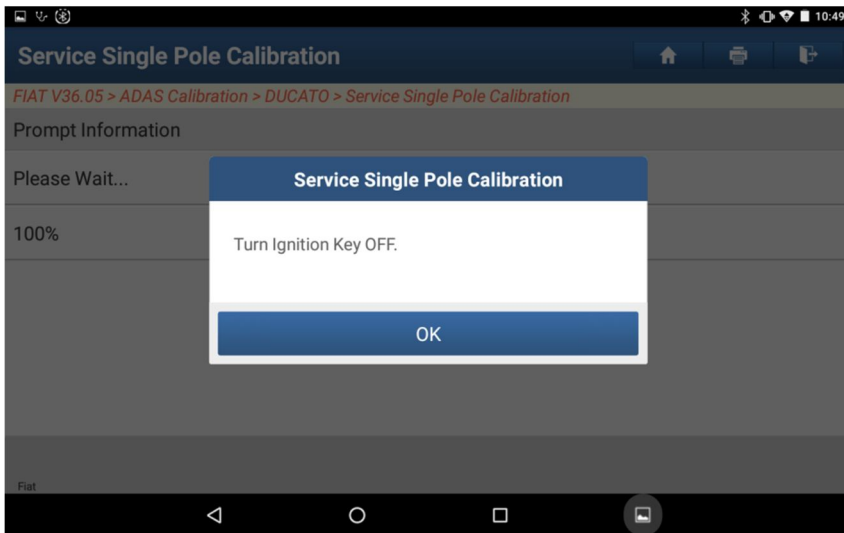 10:49
Service Single Pole Calibration
FIAT V36.05 > ADAS Calibration > DUCATO > Service Single Pole Calibration
Prompt Information
Please Wait...
100%
Service Single Pole Calibration
Turn Ignition Key OFF.
OK
Fiat